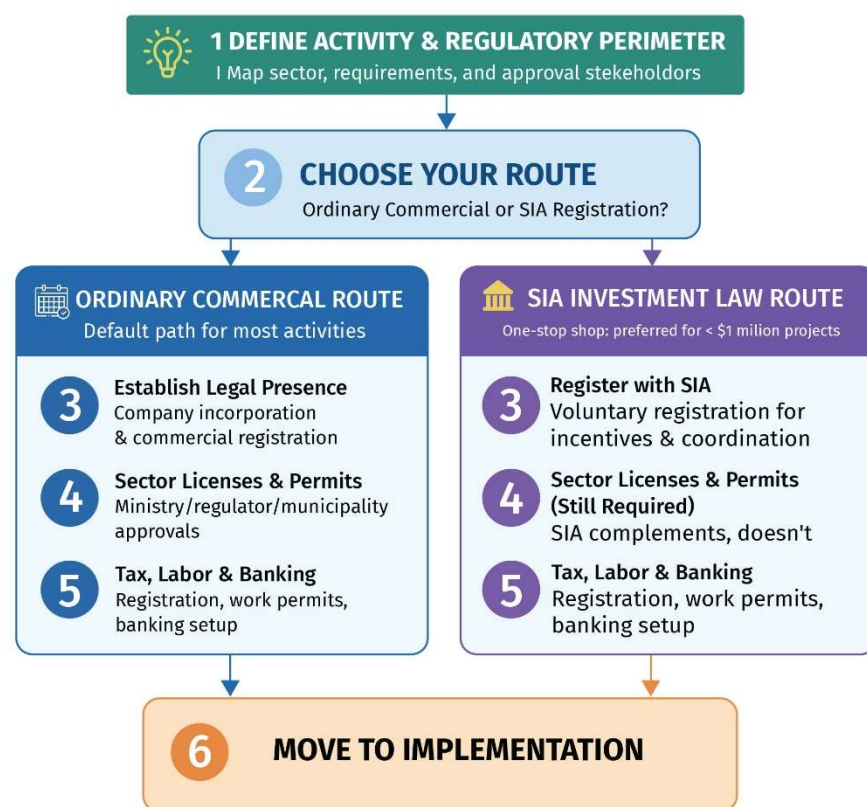 1 DEFINE ACTIVITY & REGULATORY PERIMETER
I Map sector, requirements, and approval stekeholdors
2
CHOOSE YOUR ROUTE
Ordinary Commercial or SIA Registration?
ORDINARY COMMERCAL ROUTE
Default path for most activities
3
Establish Legal Presence
Company incorporation
& commercial registration
4
Sector Licenses & Permits
Ministry/regulator/municipality
approvals
5
Tax, Labor & Banking
Registration, work permits,
banking setup
SIA INVESTMENT LAW ROUTE
One-stop shop: preferred for < $1 milion projects
3
Register with SIA
Voluntary registration for
incentives & coordination
4
Sector Licenses & Permits
(Still Required)
SIA complements, doesn't
5
Tax, Labor & Banking
Registration, work permits,
banking setup
6
MOVE TO IMPLEMENTATION